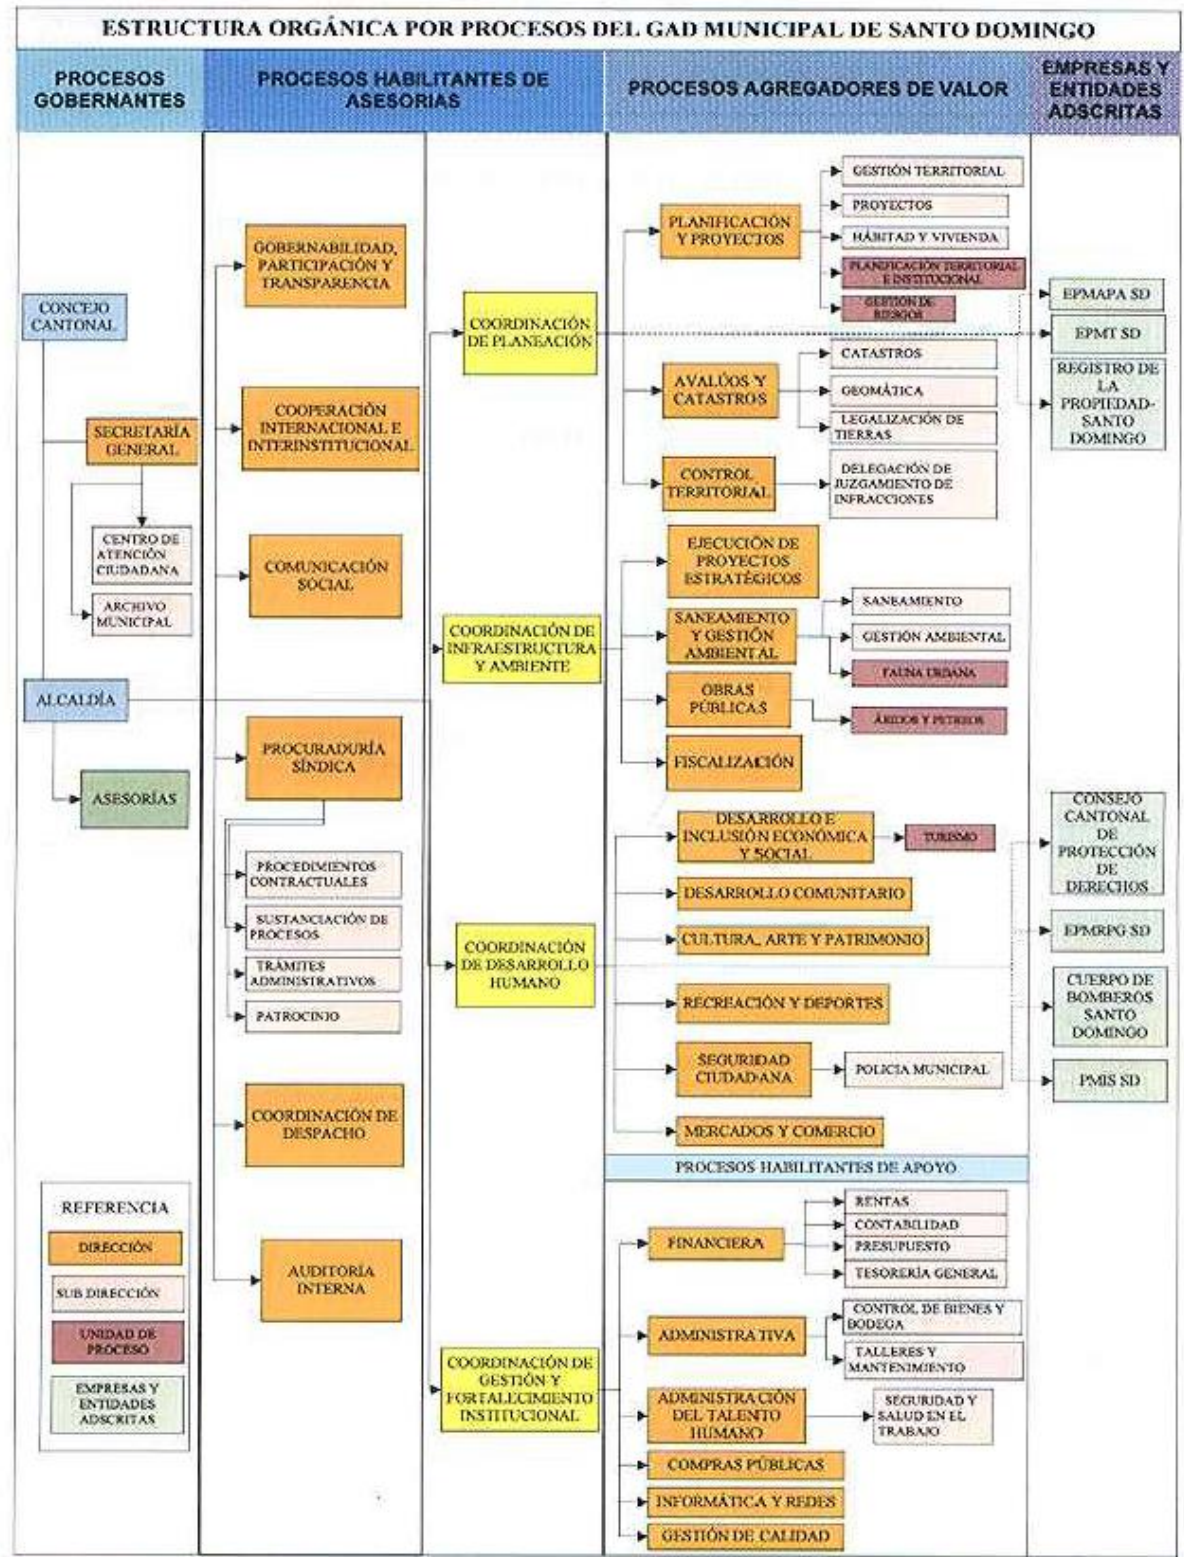 ESTRUCTURA ORGÁNICA POR PROCESOS DEL GAD MUNICIPAL DE SANTO DOMINGO
PROCESOS
GOBERNANTES
PROCESOS HABILITANTES DE
ASESORIAS
PROCESOS AGREGADORES DE VALOR
EMPRESAS Y
ENTIDADES
ADSCRITAS
CONCEJO
CANTONAL
SECRETARÍA
GENERAL
CENTRO DE
ATENCIÓN
CIUDADANA
ARCHIVO
MUNICIPAL
ALCALDÍA
ASESORÍAS
REFERENCIA
DIRECCIÓN
SUB DIRECCIÓN
UNIDAD DE
PROCESO
EMPRESAS Y
ENTIDADES
ADSCRITAS
GOBERNABILIDAD,
PARTICIPACIÓN Y
TRANSPARENCIA
COOPERACIÓN
INTERNACIONAL E
INTERINSTITUCIONAL
COMUNICACIÓN
SOCIAL
PROCURADURÍA
SÍNDICA
PROCEDIMIENTOS
CONTRACTUALES
SUSTANCIACIÓN DE
PROCESOS
TRÁMITES
ADMINISTRATIVOS
PATROCINIO
COORDINACIÓN DE
DESPACHO
AUDITORÍA
INTERNA
COORDINACIÓN
DE PLANEACIÓN
COORDINACIÓN DE
INFRAESTRUCTURA
Y AMBIENTE
COORDINACIÓN
DE DESARROLLO
HUMANO
COORDINACIÓN DE
GESTIÓN Y
FORTALECIMIENTO
INSTITUCIONAL
PLANIFICACIÓN
Y PROYECTOS
GESTIÓN TERRITORIAL
PROYECTOS
HÁBITAD Y VIVIENDA
PLANIFICACIÓN TERRITORIAL
E INSTITUCIONAL
GESTIÓN DE
RIESGOS
AVALÚOS Y
CATASTROS
CATASTROS
GEOMÁTICA
LEGALIZACIÓN DE
TIERRAS
CONTROL
TERRITORIAL
DELEGACIÓN DE
JUZGAMIENTO DE
INFRACCIONES
EJECUCIÓN DE
PROYECTOS
ESTRATÉGICOS
SANEAMIENTO
Y GESTIÓN
AMBIENTAL
SANEAMIENTO
GESTIÓN AMBIENTAL
FAUNA URBANA
OBRAS
PÚBLICAS
ÁRIDOS Y PÉTREOS
FISCALIZACIÓN
DESARROLLO E
INCLUSIÓN ECONÓMICA
Y SOCIAL
TURISMO
DESARROLLO COMUNITARIO
CULTURA, ARTE Y PATRIMONIO
RECREACIÓN Y DEPORTES
SEGURIDAD
CIUDADANA
POLICIA MUNICIPAL
MERCADOS Y COMERCIO
PROCESOS HABILITANTES DE APOYO
FINANCIERA
RENTAS
CONTABILIDAD
PRESUPUESTO
TESORERÍA GENERAL
ADMINISTRATIVA
CONTROL DE BIENES Y
BODEGA
TALLERES Y
MANTENIMIENTO
ADMINISTRACIÓN
DEL TALENTO
HUMANO
SEGURIDAD Y
SALUD EN EL
TRABAJO
COMPRAS PÚBLICAS
INFORMÁTICA Y REDES
GESTIÓN DE CALIDAD
EPMAPA SD
EPMT SD
REGISTRO DE
LA
PROPIEDAD-
SANTO
DOMINGO
CONSEJO
CANTONAL
DE
PROTECCIÓN
DE
DERECHOS
EPMRPG SD
CUERPO DE
BOMBEROS
SANTO
DOMINGO
PMIS SD